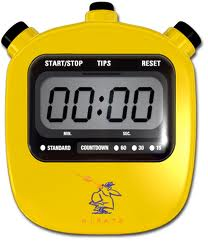 START/STOP TIPS RESET
00:00
MIN. SEC.
STANDARD COUNTDOWN 60 30 15